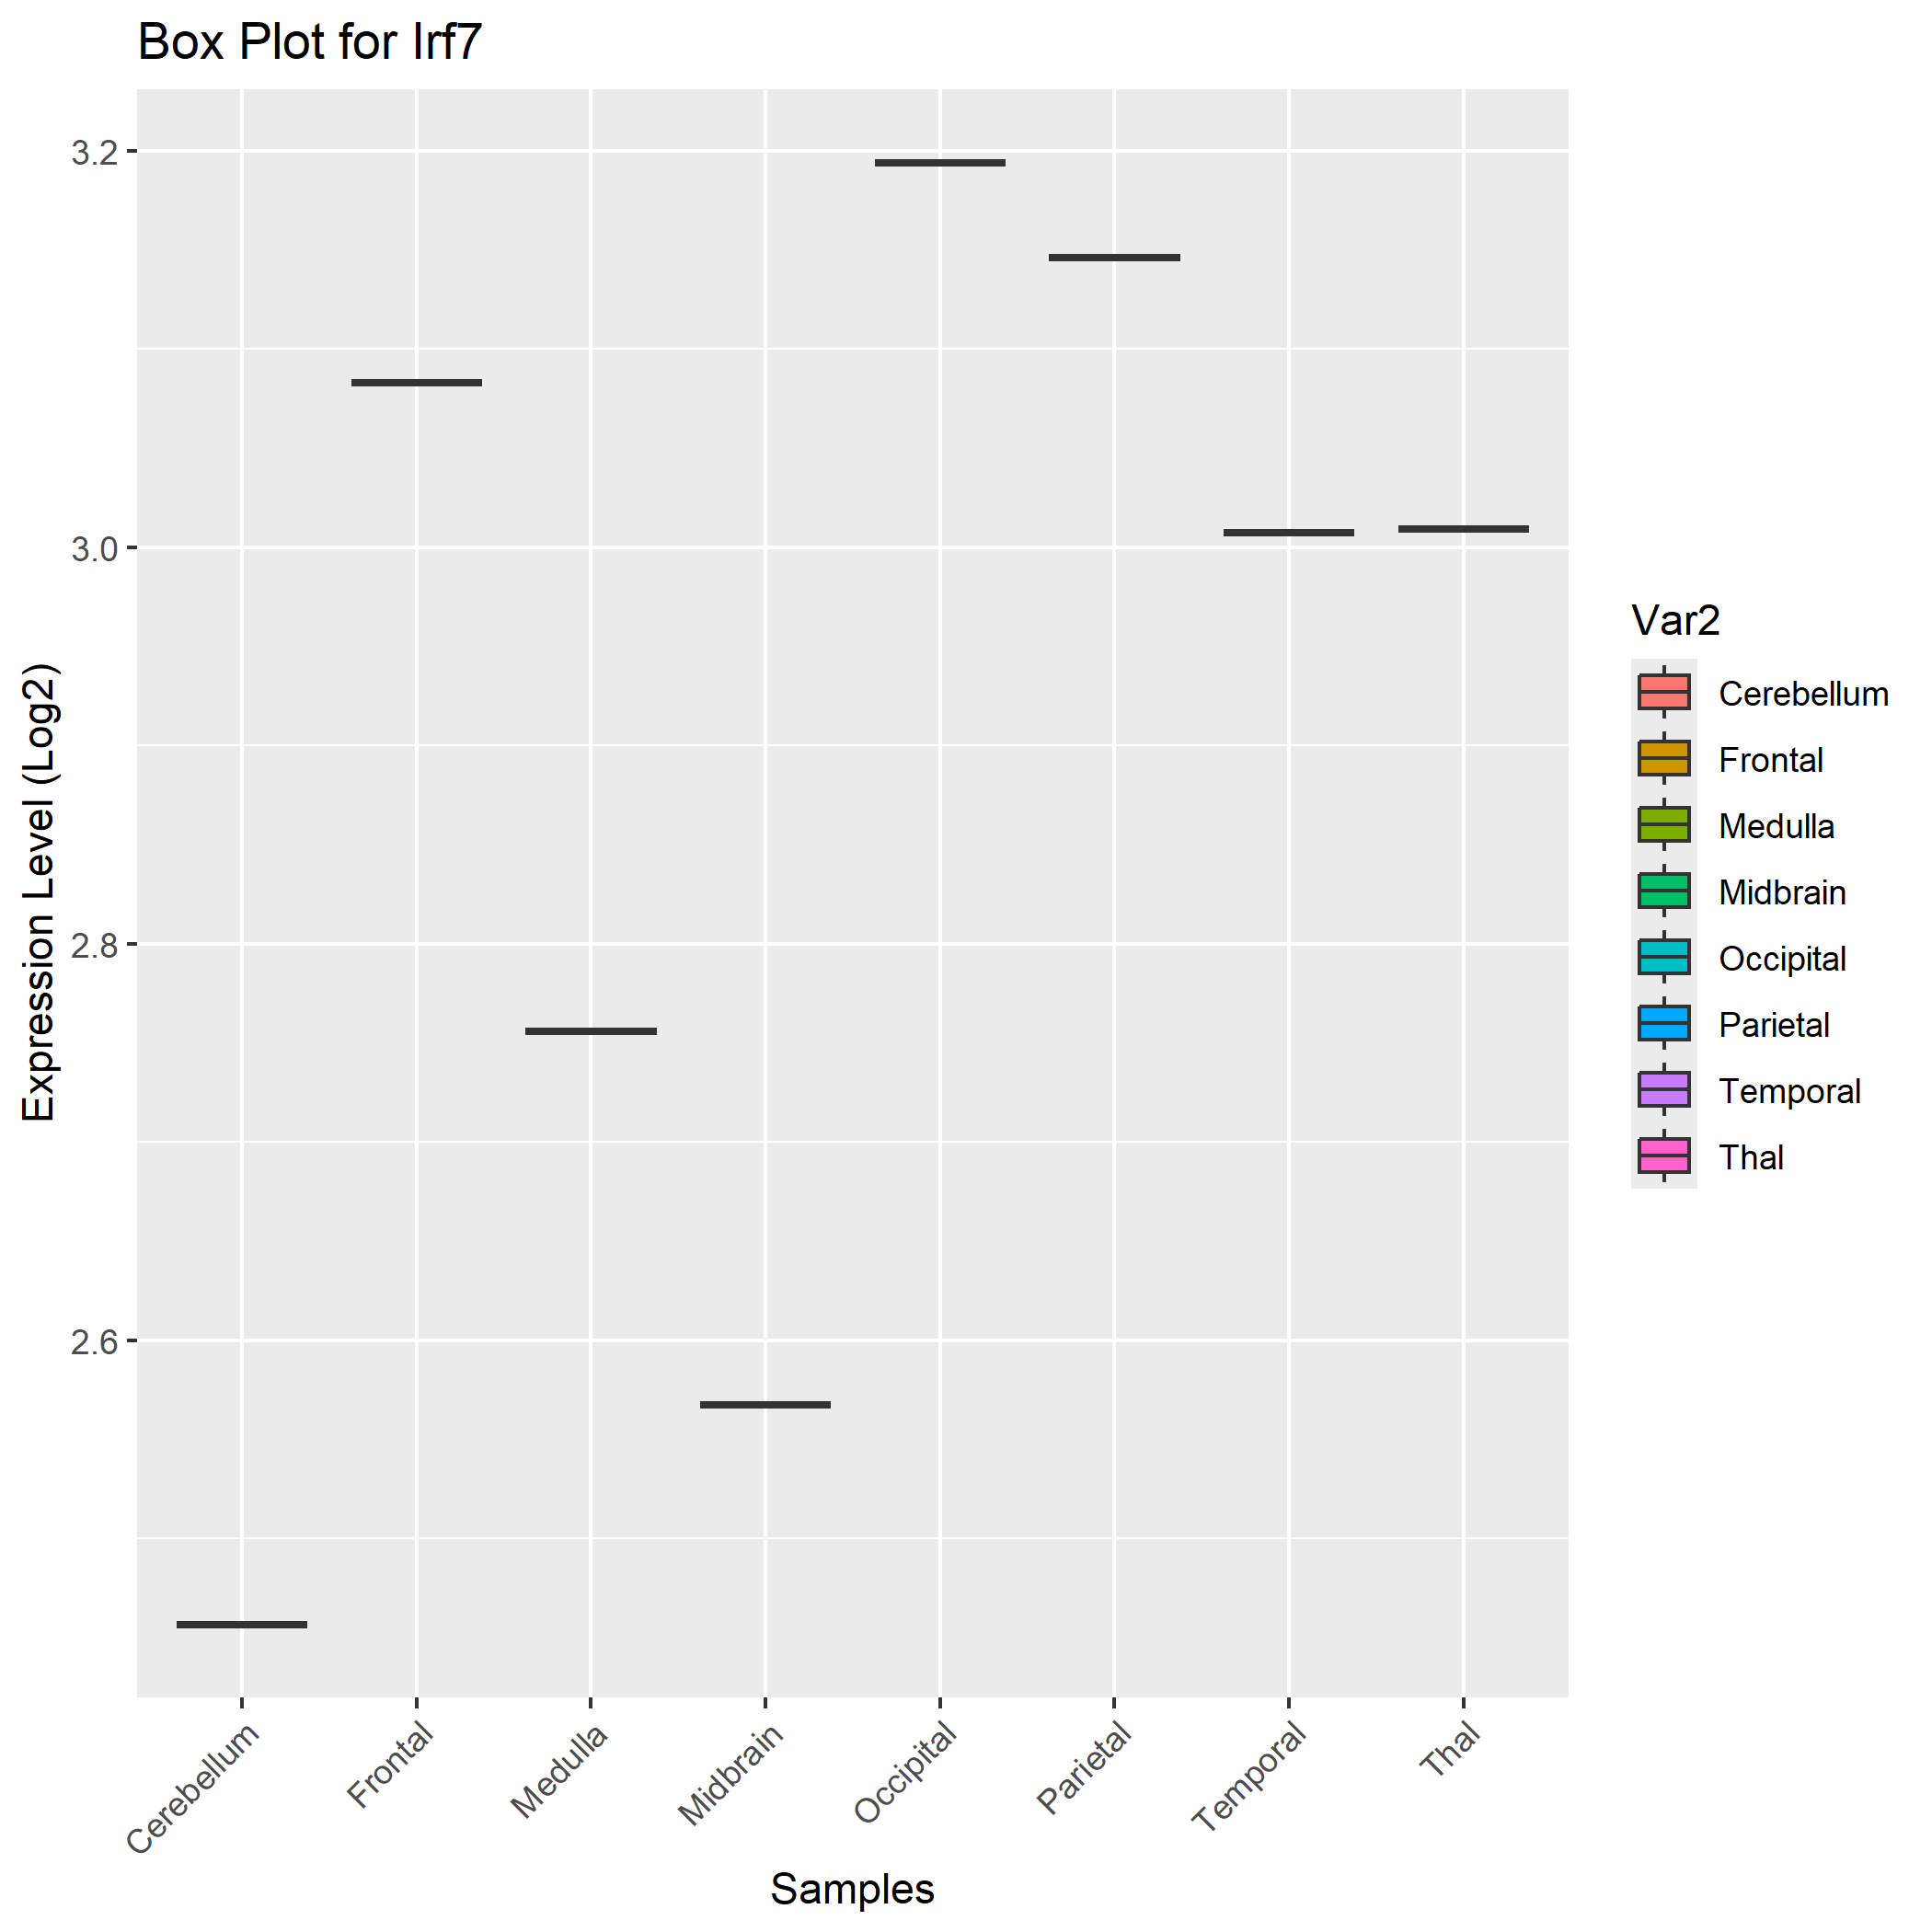 Box Plot for Irf7
3.2
3.0
2.8
2.6
Expression Level (Log2)
Cerebellum
Frontal
Medulla
Midbrain
Occipital
Parietal
Temporal
Thal
Samples
Var2
Cerebellum
Frontal
Medulla
Midbrain
Occipital
Parietal
Temporal
Thal